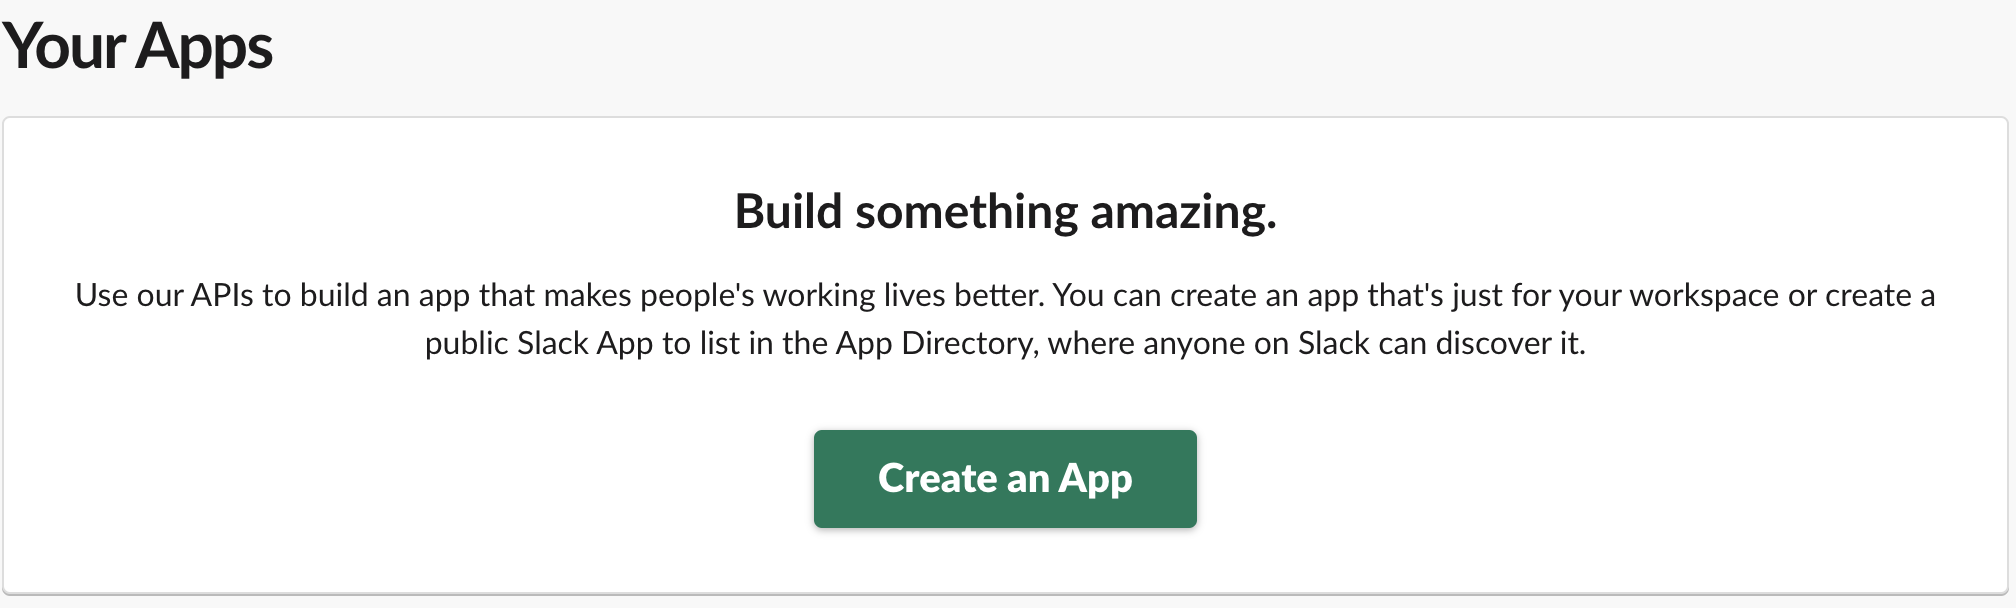 Your Apps
Build something amazing.
Use our APIs to build an app that makes people's working lives better. You can create an app that's just for your workspace or create a
public Slack App to list in the App Directory, where anyone on Slack can discover it.
Create an App